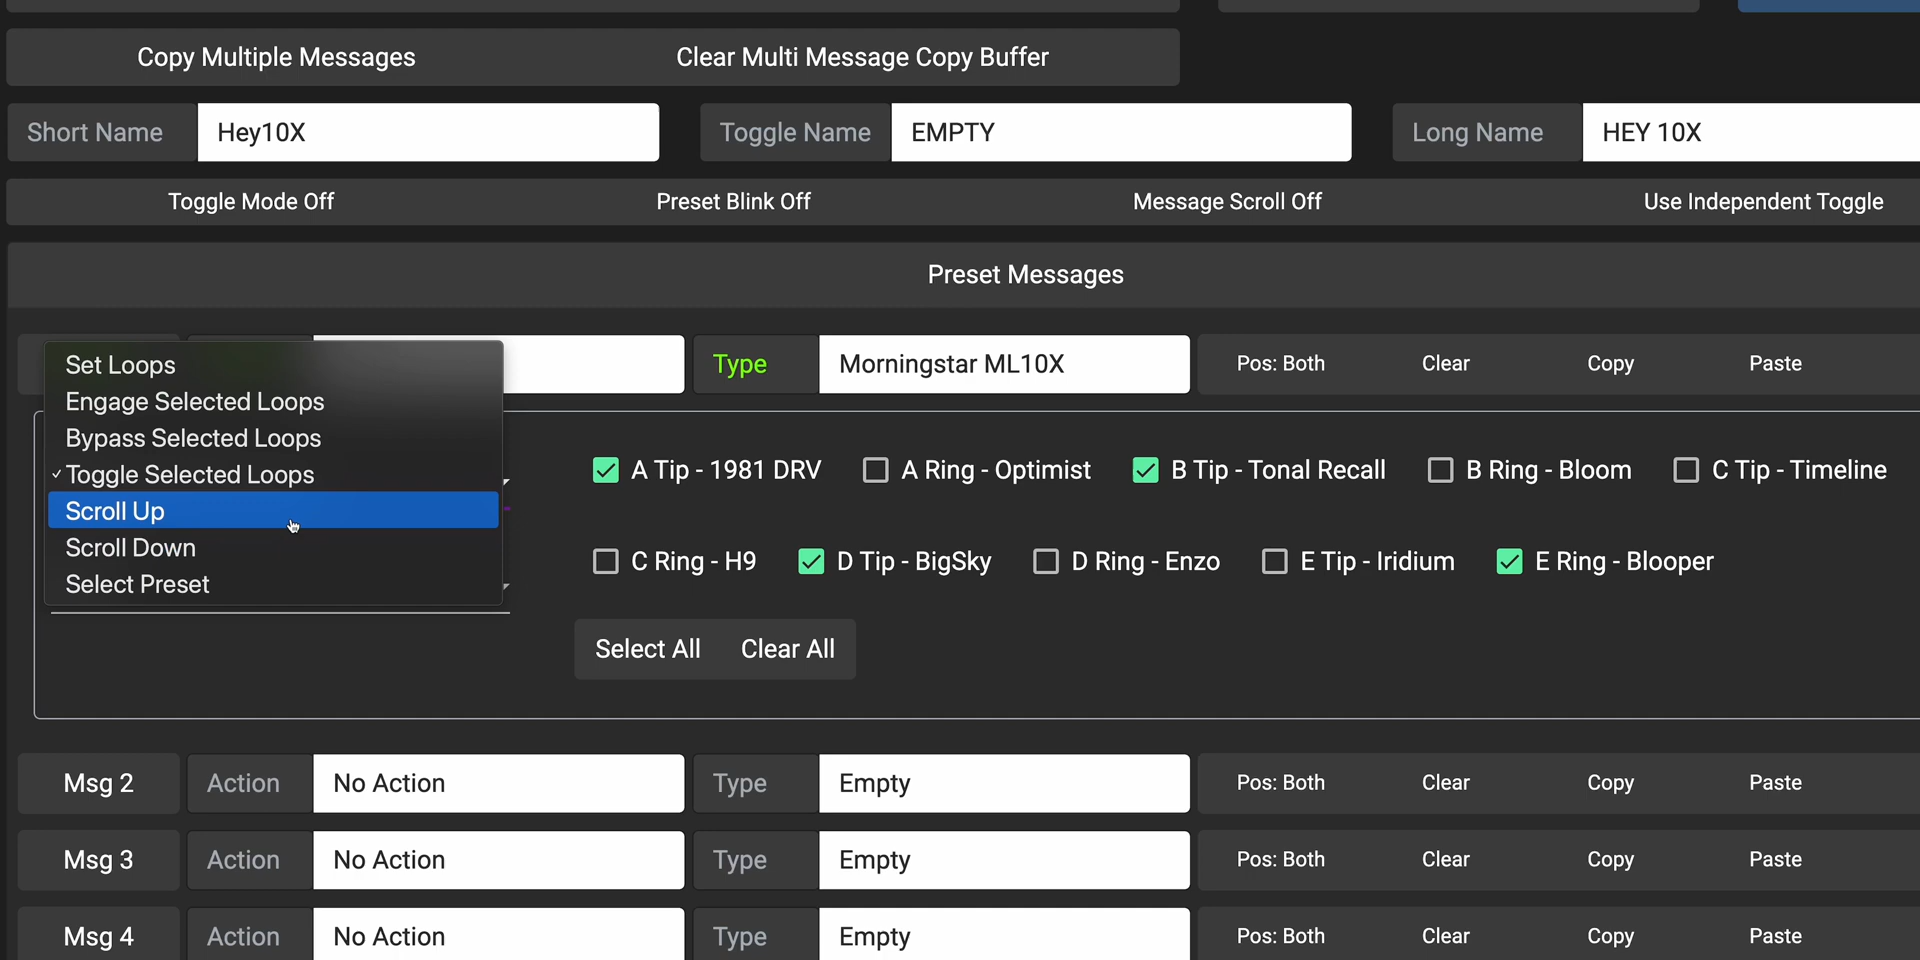 Copy Multiple Messages Clear Multi Message Copy Buffer
Short Name Hey10X Toggle Name EMPTY Long Name HEY 10X
Toggle Mode Off Preset Blink Off Message Scroll Off Use Independent Toggle
Preset Messages
Type Morningstar ML10X Pos: Both Clear Copy Paste
Set Loops
Engage Selected Loops
Bypass Selected Loops
Toggle Selected Loops
Scroll Up
Scroll Down
Select Preset
A Tip - 1981 DRV A Ring - Optimist B Tip - Tonal Recall B Ring - Bloom C Tip - Timeline
C Ring - H9 D Tip - BigSky D Ring - Enzo E Tip - Iridium E Ring - Blooper
Select All Clear All
Msg 2 Action No Action Type Empty Pos: Both Clear Copy Paste
Msg 3 Action No Action Type Empty Pos: Both Clear Copy Paste
Msg 4 Action No Action Type Empty Pos: Both Clear Copy Paste